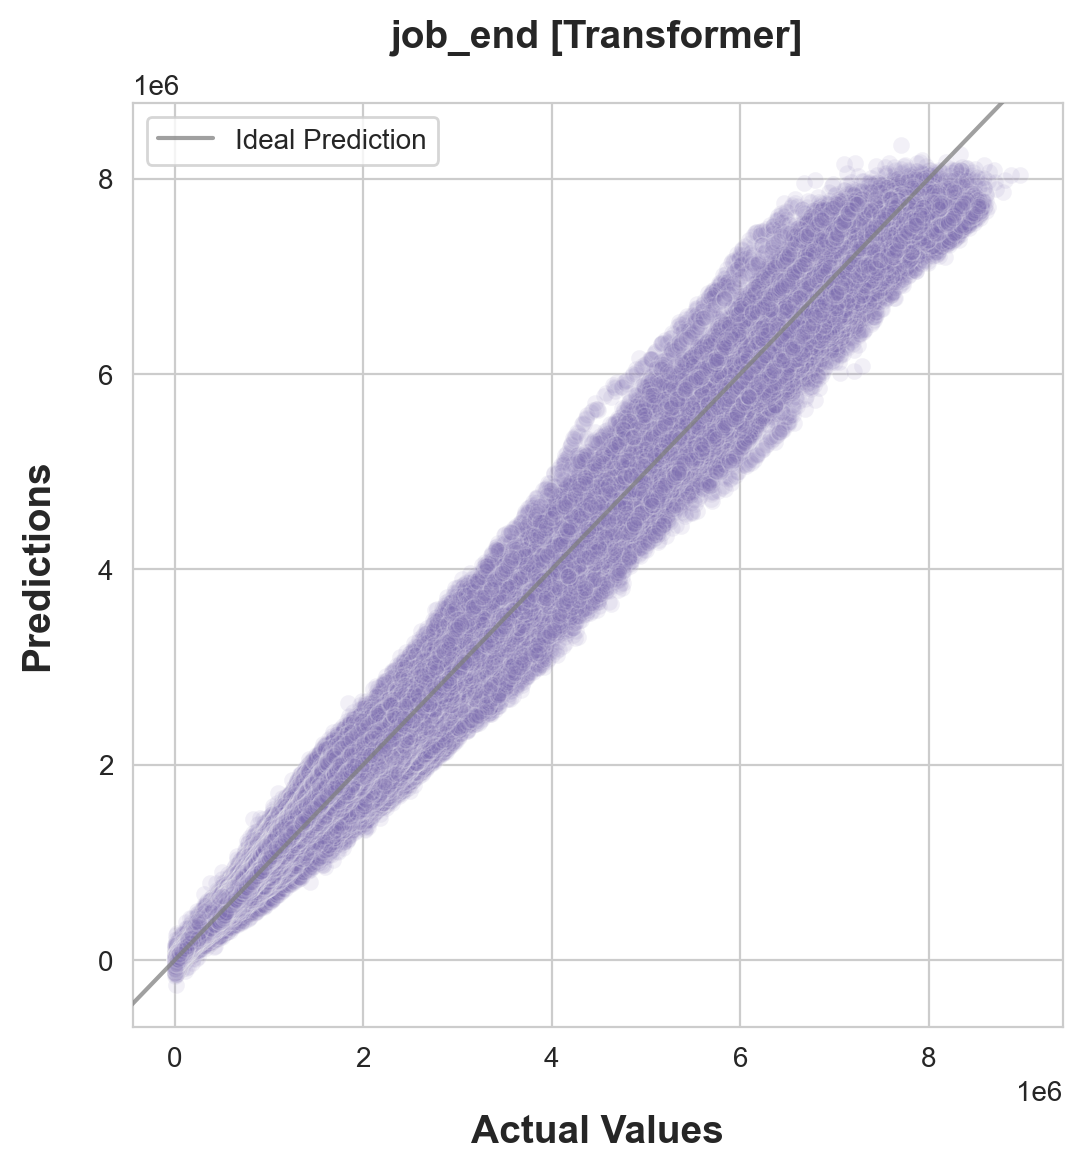 job_end [Transformer]
1e6
Ideal Prediction
8
6
4
2
0
Predictions
0 2 4 6 8
1e6
Actual Values